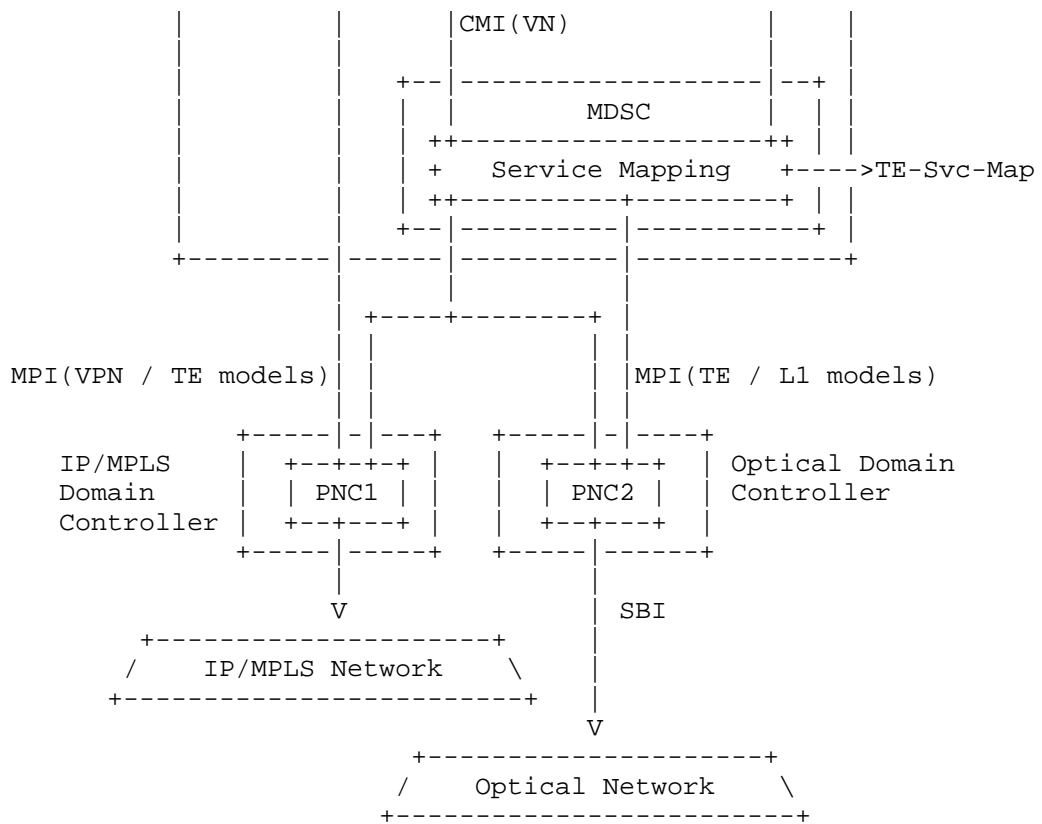 CMI(VN)
MDSC
Service Mapping
TE-Svc-Map
MPI(VPN / TE models)
MPI(TE / L1 models)
IP/MPLS
Optical Domain
Domain
PNC1
PNC2
Controller
Controller
V
SBI
IP/MPLS Network
V
Optical Network